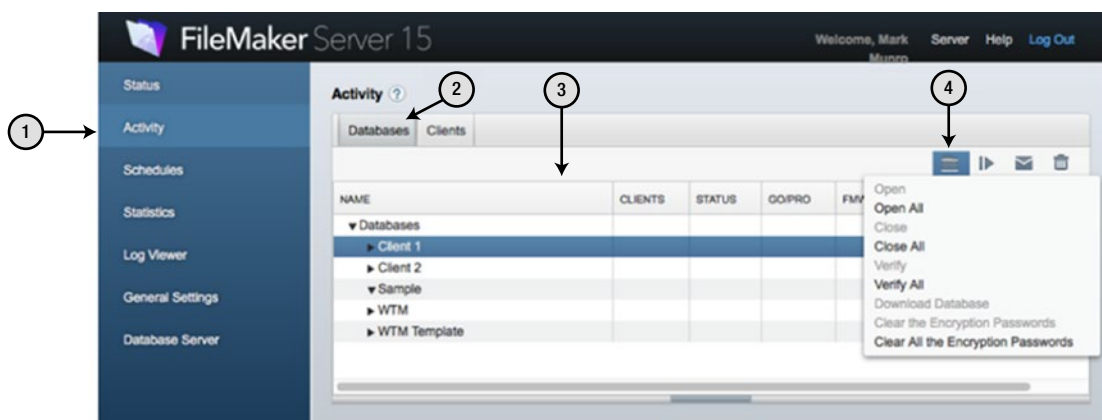 FileMaker Server 15
Welcome, Mark Munro
Server Help Log Out
Status
Activity
Schedules
Statistics
Log Viewer
General Settings
Database Server
Activity ?
Databases Clients
NAME CLIENTS STATUS GO/PRO FMW
Databases
Client 1
Client 2
Sample
WTM
WTM Template
Open
Open All
Close
Close All
Verify
Verify All
Download Database
Clear the Encryption Passwords
Clear All the Encryption Passwords
1
2
3
4